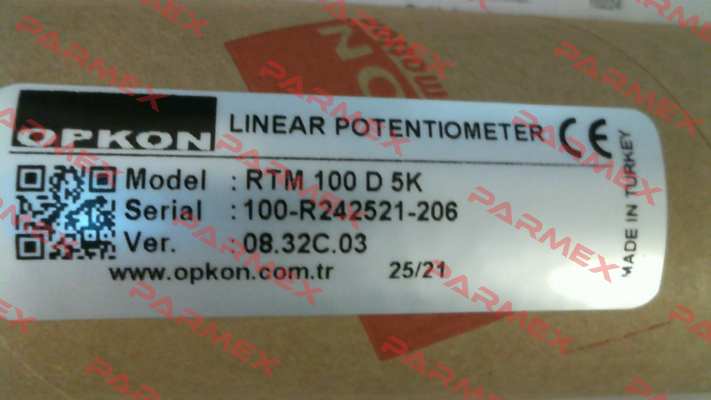 OPKON
LINEAR POTENTIOMETER CE
Model : RTM 100 D 5K
Serial : 100-R242521-206
Ver. : 08.32C.03
www.opkon.com.tr 25/21
MADE IN TURKEY
PARMEX